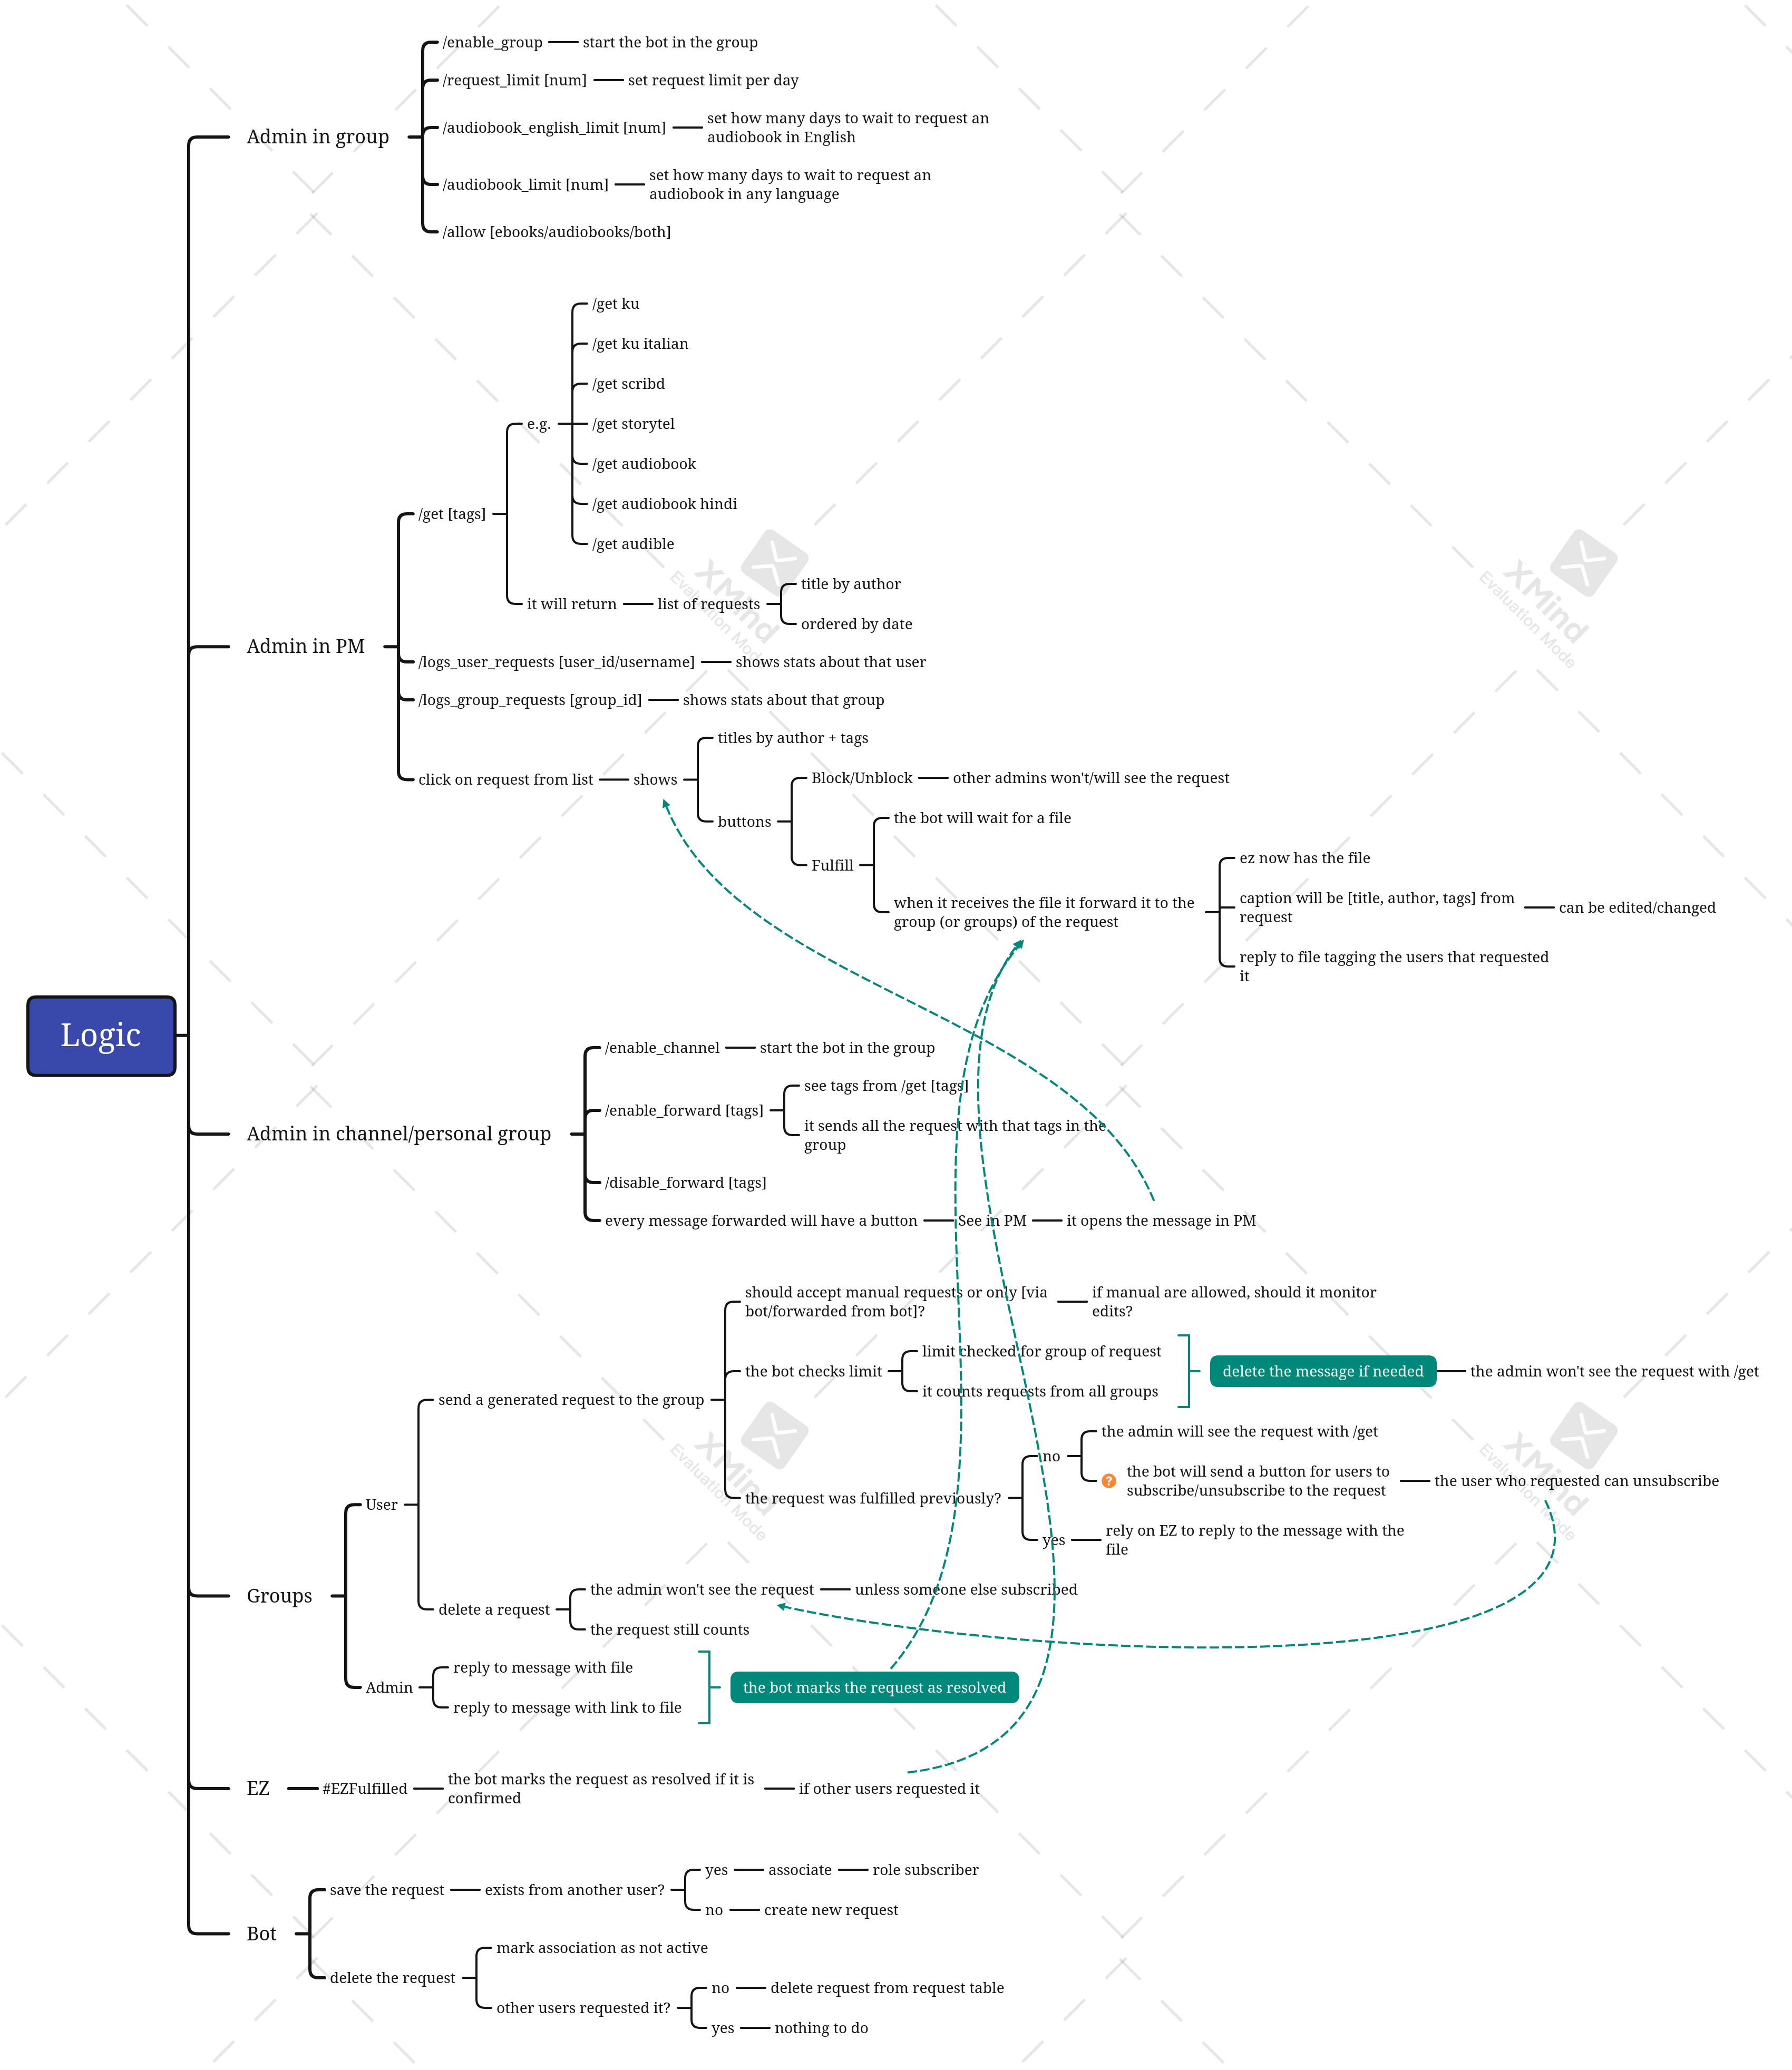 Logic
Admin in group
/enable_group
start the bot in the group
/request_limit [num]
set request limit per day
/audiobook_english_limit [num]
set how many days to wait to request an
audiobook in English
/audiobook_limit [num]
set how many days to wait to request an
audiobook in any language
/allow [ebooks/audiobooks/both]
Admin in PM
/get [tags]
e.g.
/get ku
/get ku italian
/get scribd
/get storytel
/get audiobook
/get audiobook hindi
/get audible
it will return
list of requests
title by author
ordered by date
/logs_user_requests [user_id/username]
shows stats about that user
/logs_group_requests [group_id]
shows stats about that group
click on request from list
shows
titles by author + tags
buttons
Block/Unblock
other admins won't/will see the request
Fulfill
the bot will wait for a file
when it receives the file it forward it to the
group (or groups) of the request
ez now has the file
caption will be [title, author, tags] from
request
can be edited/changed
reply to file tagging the users that requested
it
Admin in channel/personal group
/enable_channel
start the bot in the group
/enable_forward [tags]
see tags from /get [tags]
it sends all the request with that tags in the
group
/disable_forward [tags]
every message forwarded will have a button
See in PM
it opens the message in PM
Groups
User
send a generated request to the group
should accept manual requests or only [via
bot/forwarded from bot]?
if manual are allowed, should it monitor
edits?
the bot checks limit
limit checked for group of request
it counts requests from all groups
delete the message if needed
the admin won't see the request with /get
the request was fulfilled previously?
no
the admin will see the request with /get
?
the bot will send a button for users to
subscribe/unsubscribe to the request
the user who requested can unsubscribe
yes
rely on EZ to reply to the message with the
file
delete a request
the admin won't see the request
unless someone else subscribed
the request still counts
Admin
reply to message with file
reply to message with link to file
the bot marks the request as resolved
EZ
#EZFulfilled
the bot marks the request as resolved if it is
confirmed
if other users requested it
Bot
save the request
exists from another user?
yes
associate
role subscriber
no
create new request
delete the request
mark association as not active
other users requested it?
no
delete request from request table
yes
nothing to do
XMind
Evaluation Mode
XMind
Evaluation Mode
XMind
Evaluation Mode
XMind
Evaluation Mode